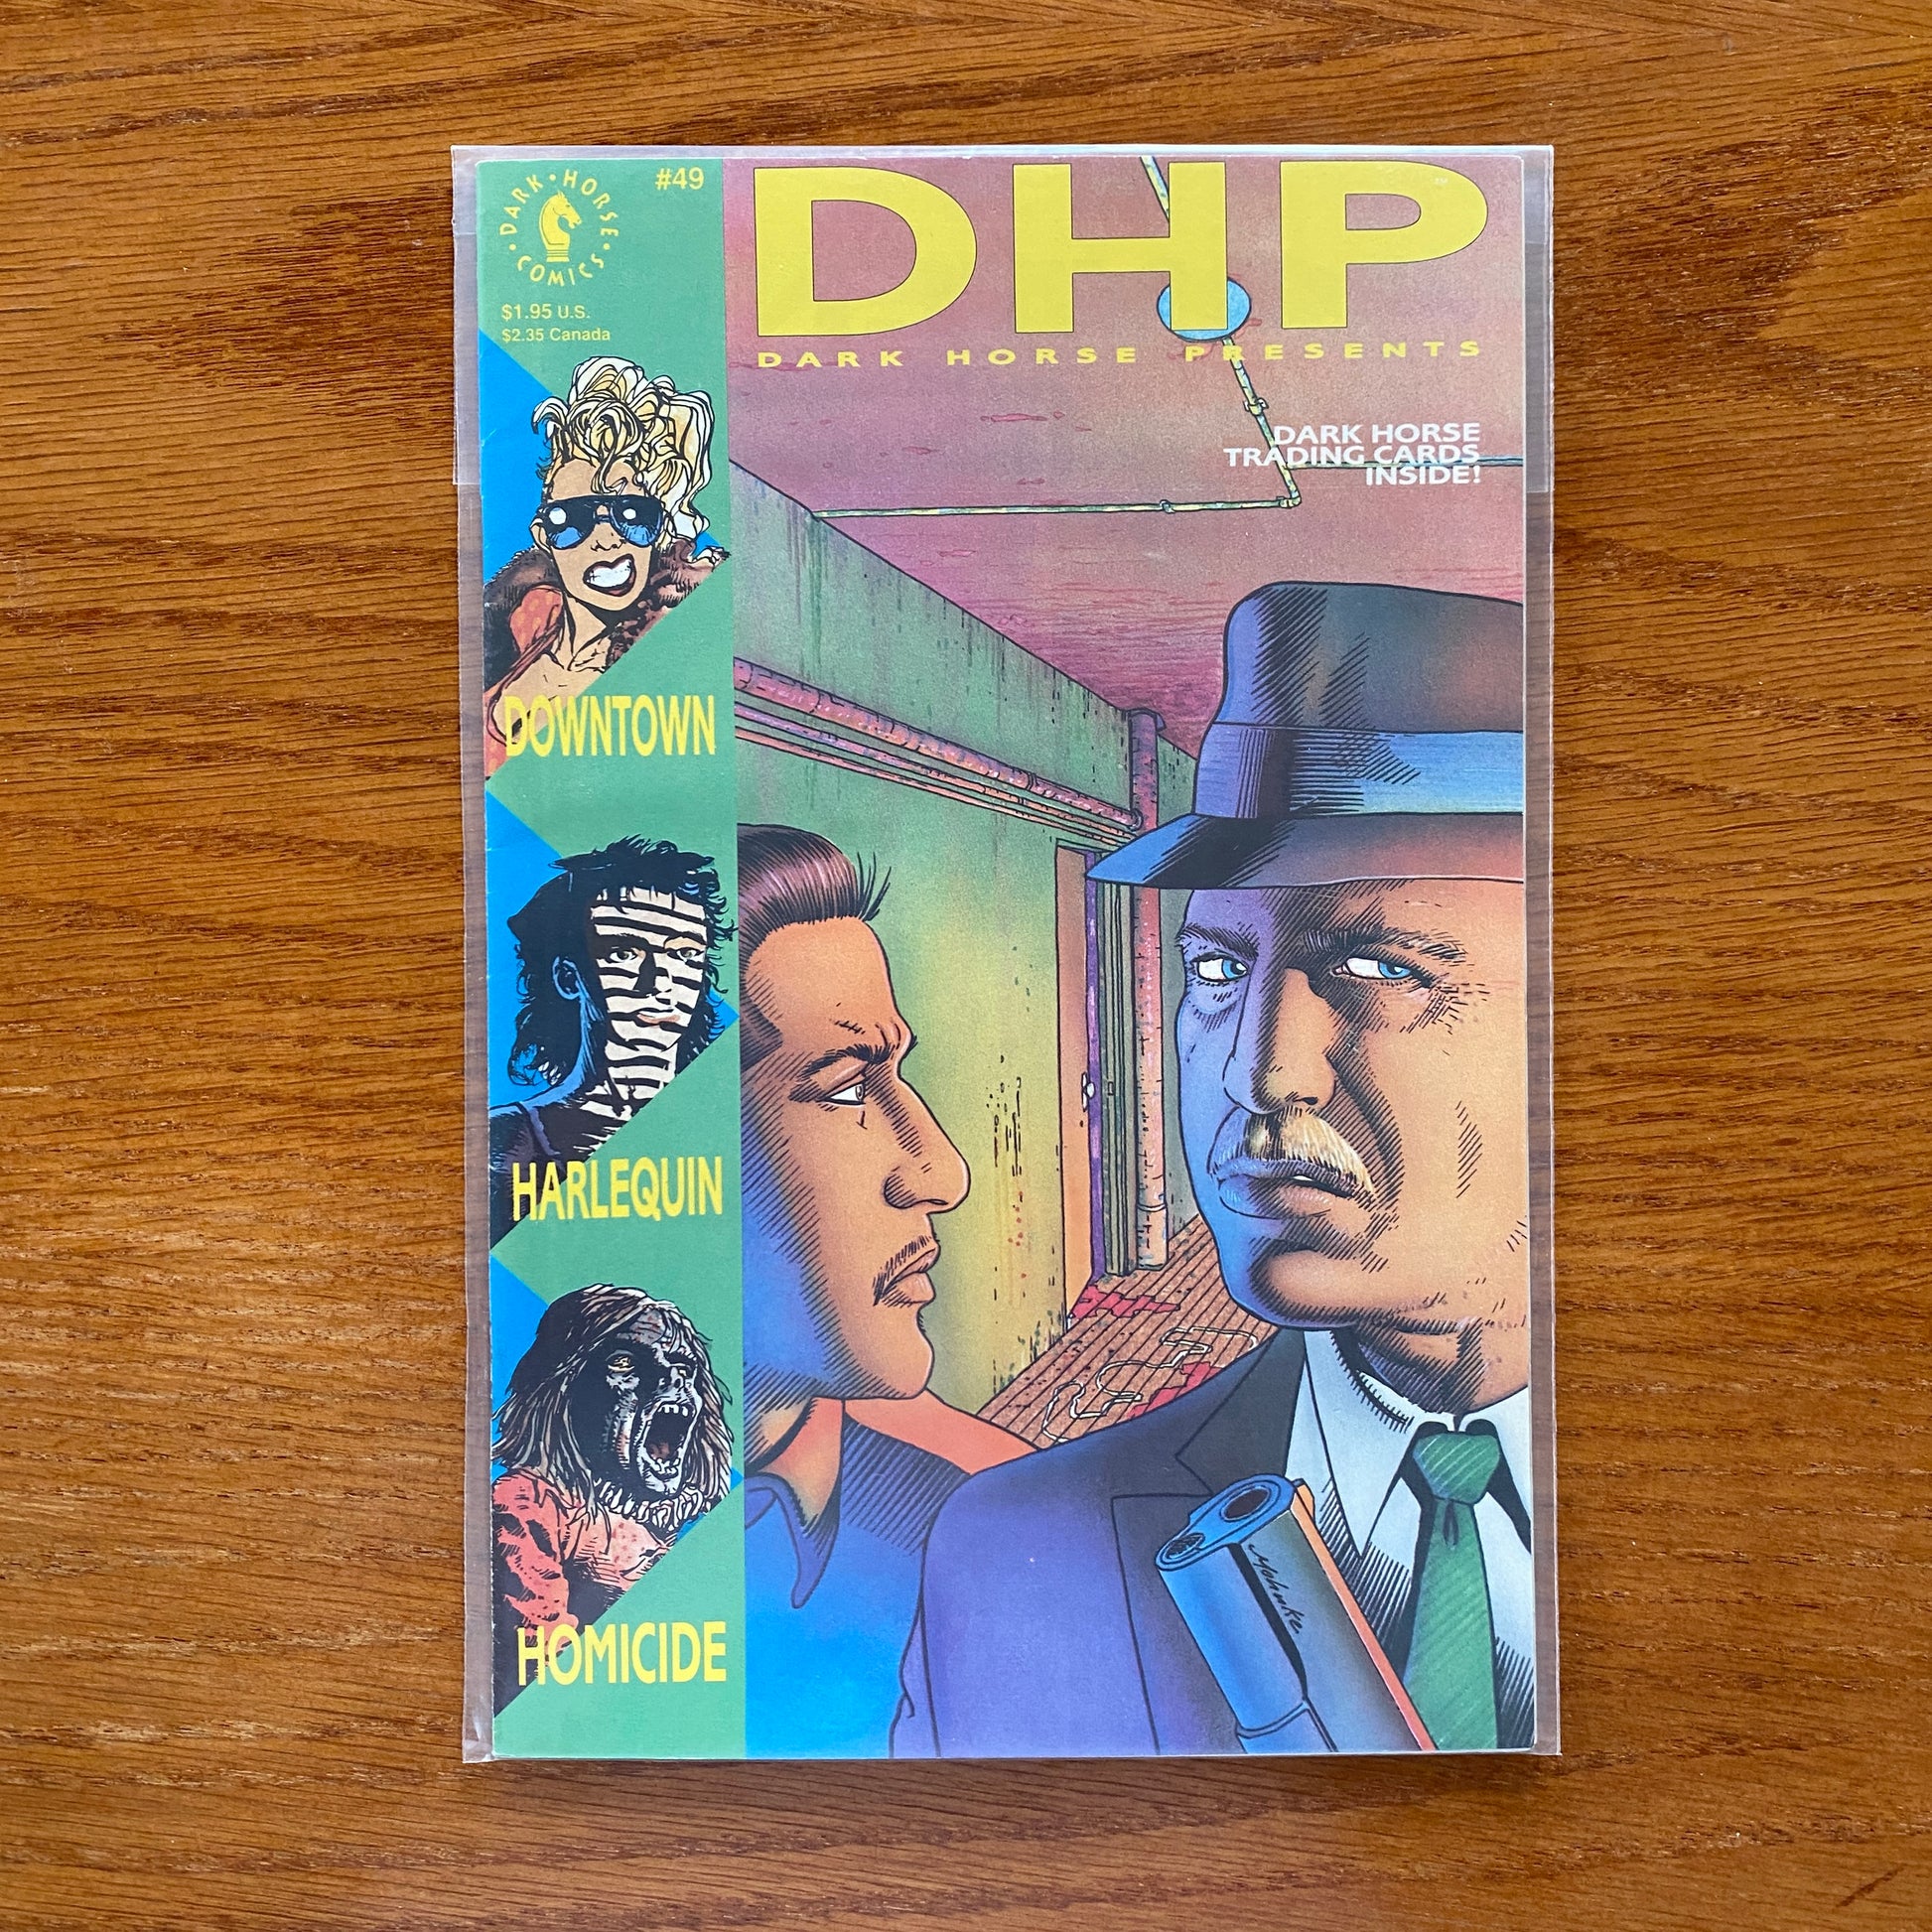 DARK • HORSE • COMICS •
#49
$1.95 U.S.
$2.35 Canada
DHP
DARK HORSE PRESENTS
DARK HORSE
TRADING CARDS
INSIDE!
DOWNTOWN
HARLEQUIN
HOMICIDE
Mahnke